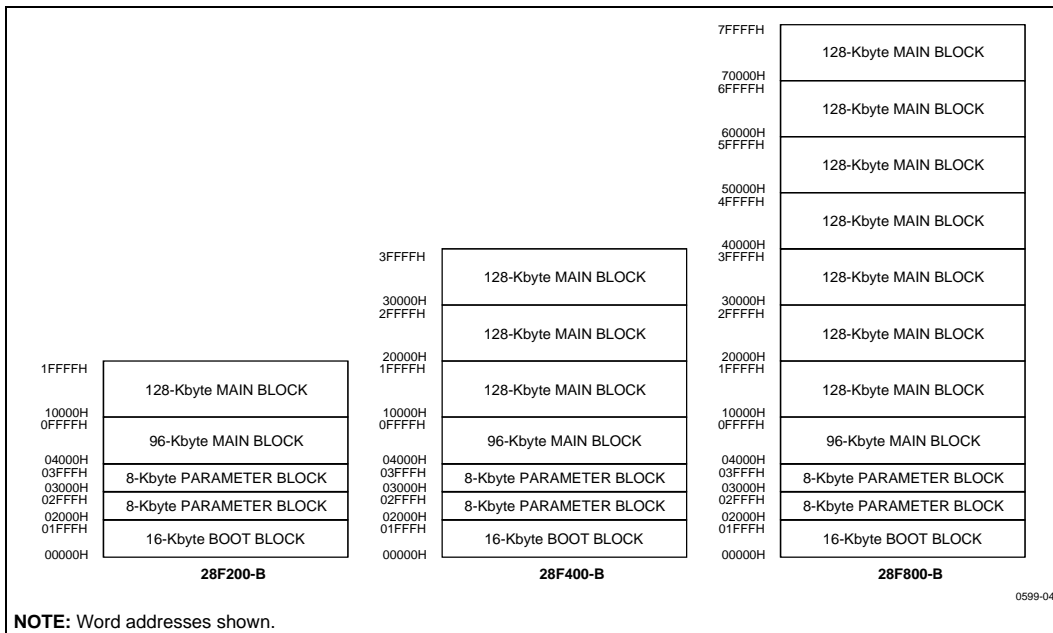 1FFFFH
128-Kbyte MAIN BLOCK
10000H
0FFFFH
96-Kbyte MAIN BLOCK
04000H
03FFFH
8-Kbyte PARAMETER BLOCK
03000H
02FFFH
8-Kbyte PARAMETER BLOCK
02000H
01FFFH
16-Kbyte BOOT BLOCK
00000H
28F200-B
3FFFFH
128-Kbyte MAIN BLOCK
30000H
2FFFFH
128-Kbyte MAIN BLOCK
20000H
1FFFFH
128-Kbyte MAIN BLOCK
10000H
0FFFFH
96-Kbyte MAIN BLOCK
04000H
03FFFH
8-Kbyte PARAMETER BLOCK
03000H
02FFFH
8-Kbyte PARAMETER BLOCK
02000H
01FFFH
16-Kbyte BOOT BLOCK
00000H
28F400-B
7FFFFH
128-Kbyte MAIN BLOCK
70000H
6FFFFH
128-Kbyte MAIN BLOCK
60000H
5FFFFH
128-Kbyte MAIN BLOCK
50000H
4FFFFH
128-Kbyte MAIN BLOCK
40000H
3FFFFH
128-Kbyte MAIN BLOCK
30000H
2FFFFH
128-Kbyte MAIN BLOCK
20000H
1FFFFH
128-Kbyte MAIN BLOCK
10000H
0FFFFH
96-Kbyte MAIN BLOCK
04000H
03FFFH
8-Kbyte PARAMETER BLOCK
03000H
02FFFH
8-Kbyte PARAMETER BLOCK
02000H
01FFFH
16-Kbyte BOOT BLOCK
00000H
28F800-B
0599-04
NOTE: Word addresses shown.